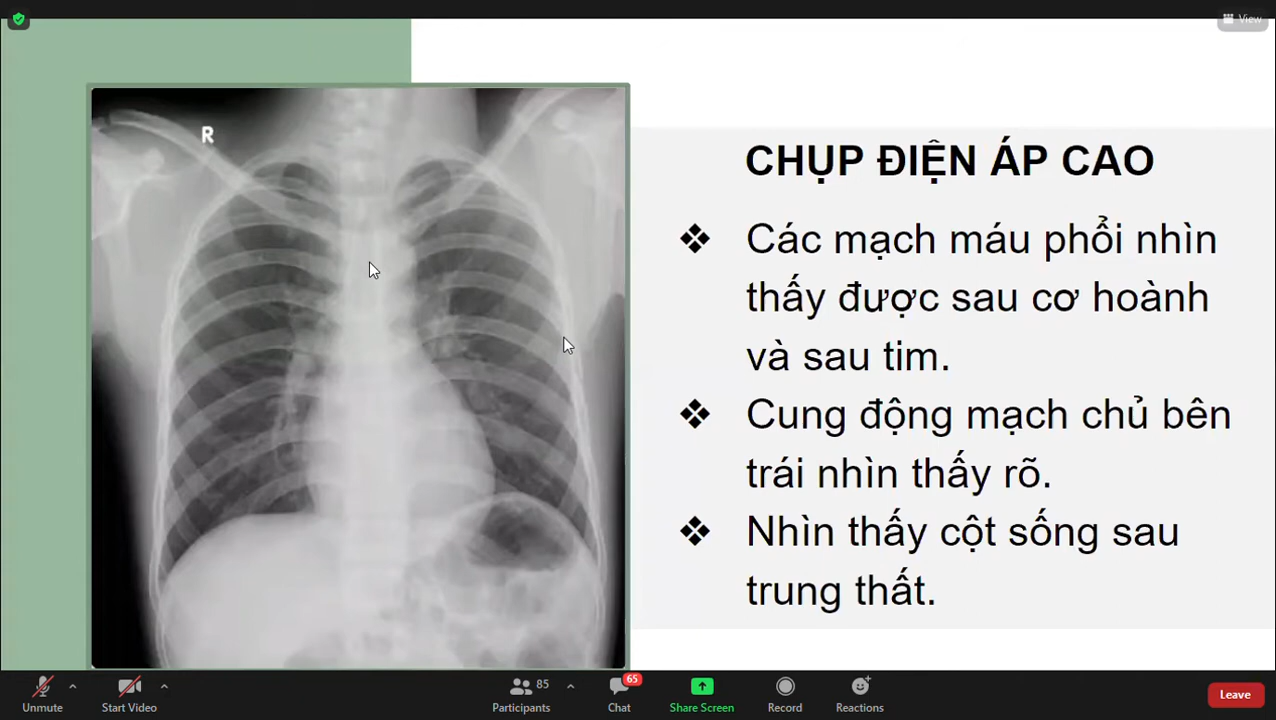 View
R
CHỤP ĐIỆN ÁP CAO
❖ Các mạch máu phổi nhìn
thấy được sau cơ hoành
và sau tim.
❖ Cung động mạch chủ bên
trái nhìn thấy rõ.
❖ Nhìn thấy cột sống sau
trung thất.
Unmute
Start Video
Participants 85
Chat 65
Share Screen
Record
Reactions
Leave